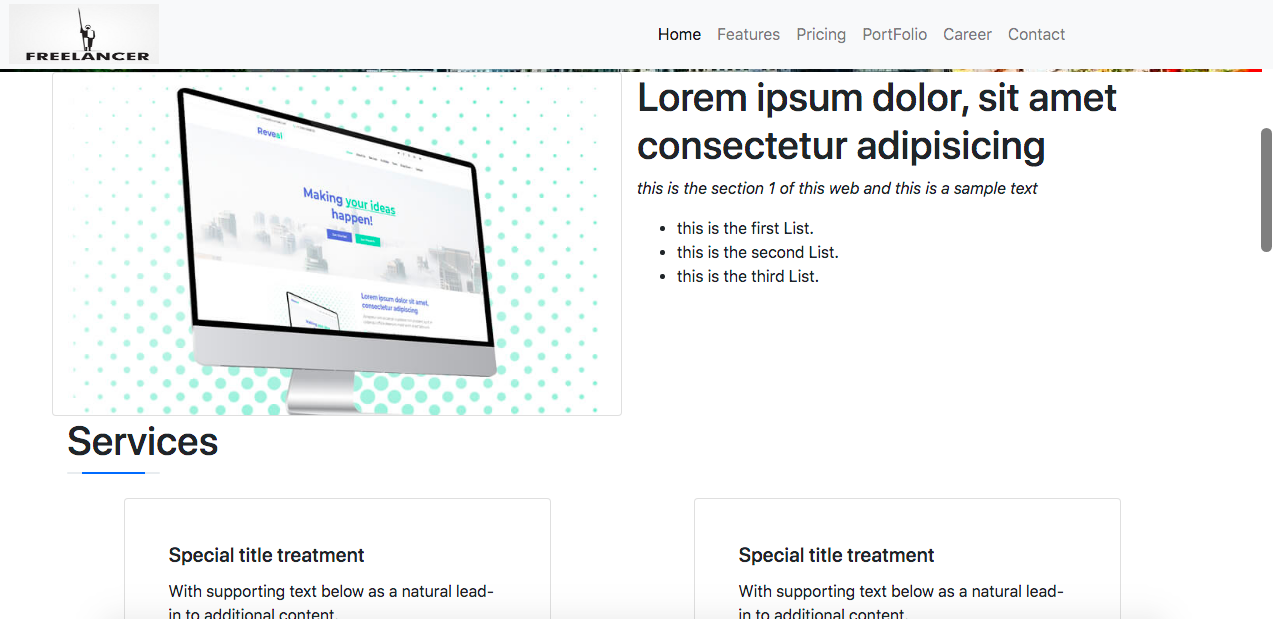 FREELANCER
Home Features Pricing PortFolio Career Contact
Lorem ipsum dolor, sit amet
consectetur adipisicing
this is the section 1 of this web and this is a sample text
this is the first List.
this is the second List.
this is the third List.
Reveal
Making your ideas
happen!
Lorem ipsum dolor sit amet,
consectetur adipiscing
Services
Special title treatment
With supporting text below as a natural lead-
in to additional content.
Special title treatment
With supporting text below as a natural lead-
in to additional content.